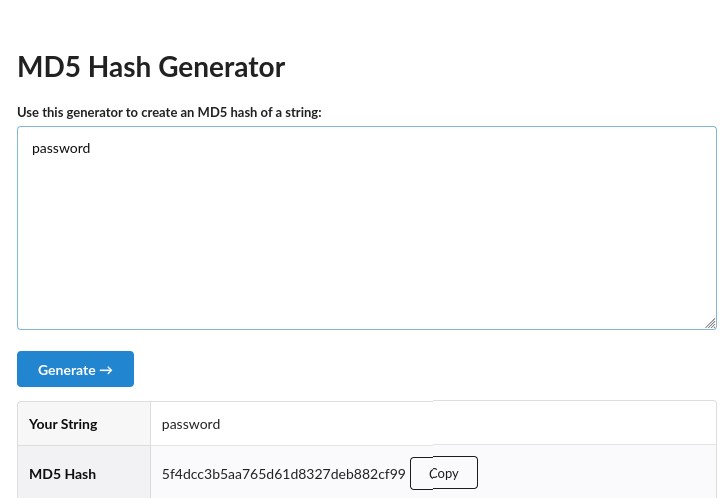 MD5 Hash Generator
Use this generator to create an MD5 hash of a string:
password
Generate →
Your String password
MD5 Hash 5f4dcc3b5aa765d61d8327deb882cf99 Copy